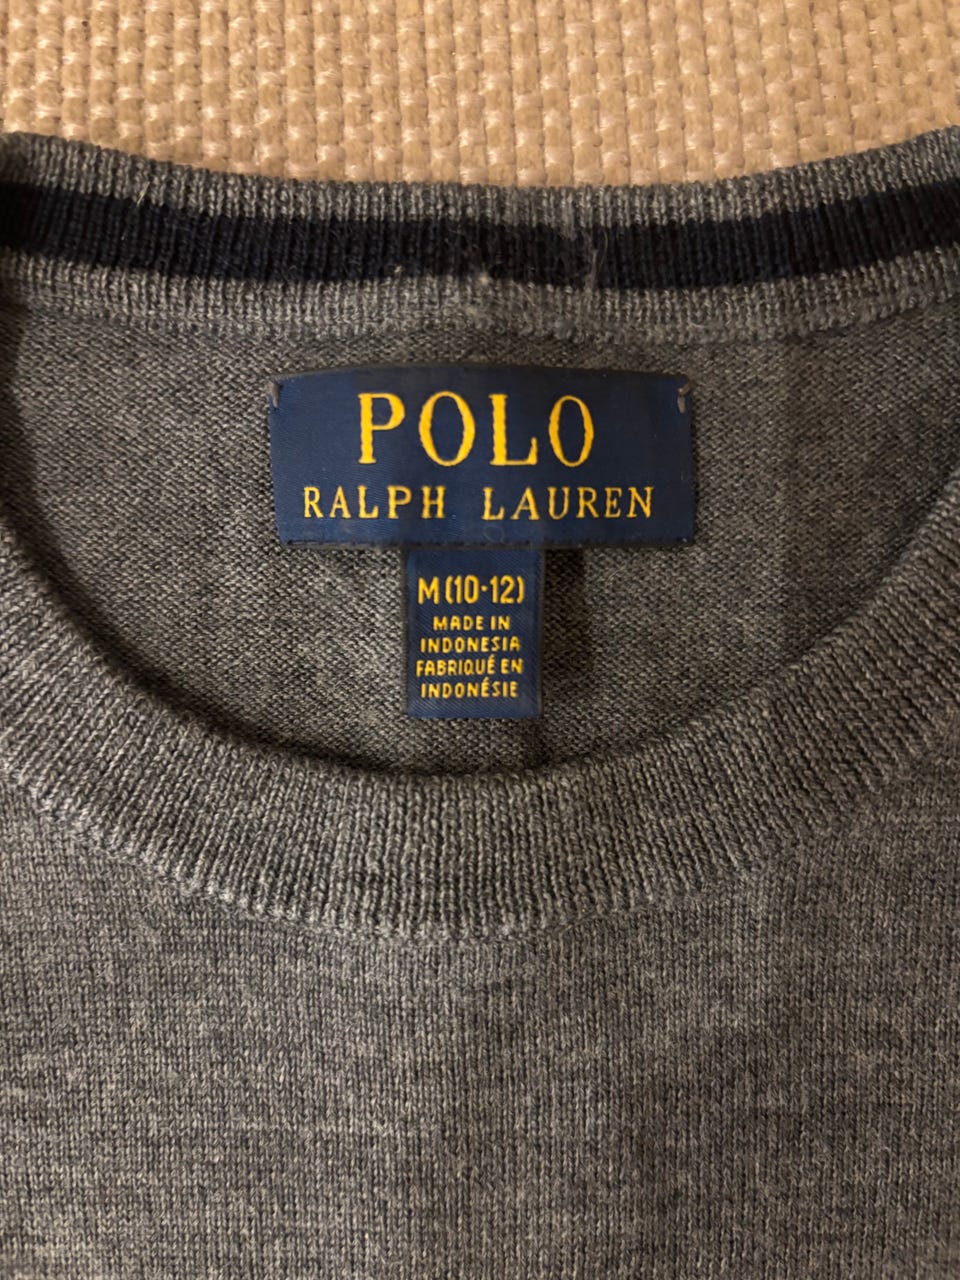 POLO
RALPH LAUREN
M (10·12)
MADE IN
INDONESIA
FABRIQUÉ EN
INDONÉSIE